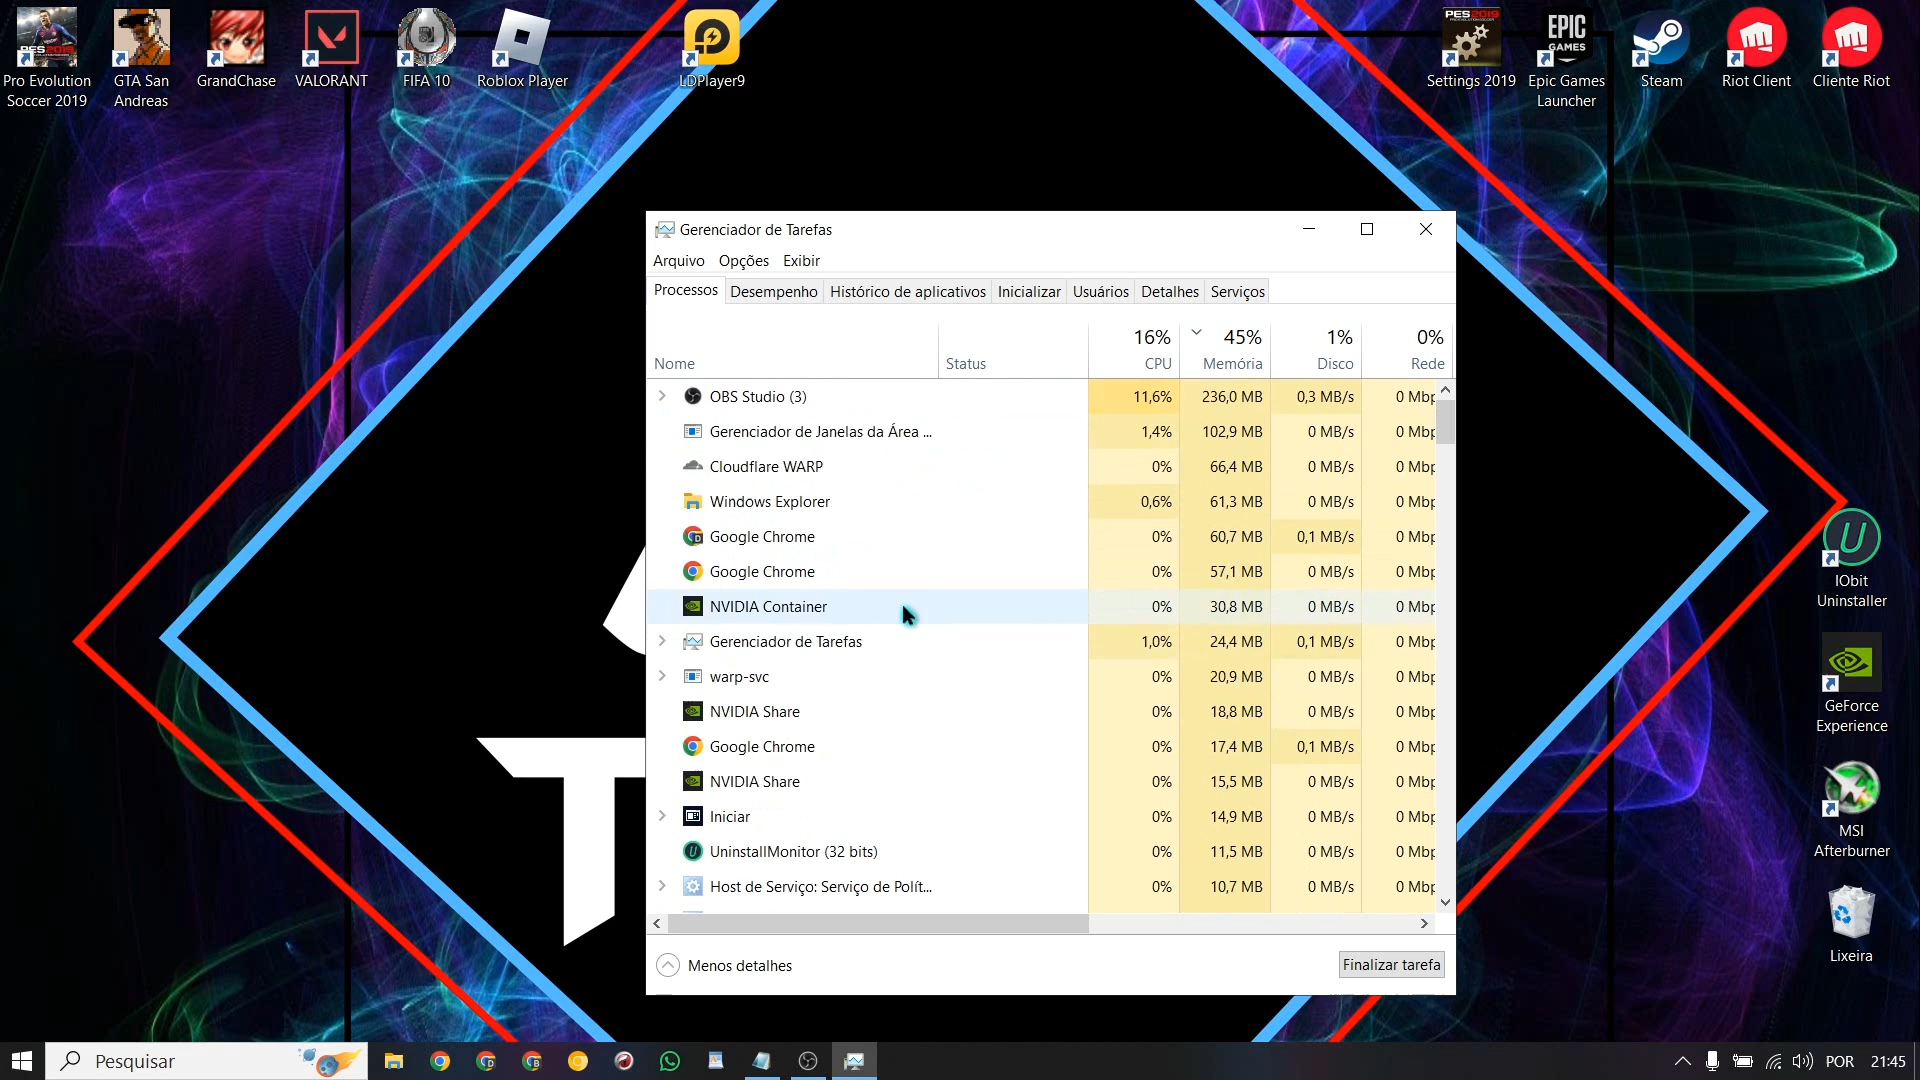 Pro Evolution
Soccer 2019
GTA San
Andreas
GrandChase
VALORANT
FIFA 10
Roblox Player
LDPlayer9
Settings 2019
EPIC
GAMES
Epic Games
Launcher
Steam
Riot Client
Cliente Riot
Gerenciador de Tarefas
Arquivo Opções Exibir
Processos Desempenho Histórico de aplicativos Inicializar Usuários Detalhes Serviços
16% 45% 1% 0%
Nome Status CPU Memória Disco Rede
OBS Studio (3) 11,6% 236,0 MB 0,3 MB/s 0 Mbp
Gerenciador de Janelas da Área ... 1,4% 102,9 MB 0 MB/s 0 Mbp
Cloudflare WARP 0% 66,4 MB 0 MB/s 0 Mbp
Windows Explorer 0,6% 61,3 MB 0 MB/s 0 Mbp
Google Chrome 0% 60,7 MB 0,1 MB/s 0 Mbp
Google Chrome 0% 57,1 MB 0 MB/s 0 Mbp
NVIDIA Container 0% 30,8 MB 0 MB/s 0 Mbp
Gerenciador de Tarefas 1,0% 24,4 MB 0,1 MB/s 0 Mbp
warp-svc 0% 20,9 MB 0 MB/s 0 Mbp
NVIDIA Share 0% 18,8 MB 0 MB/s 0 Mbp
Google Chrome 0% 17,4 MB 0,1 MB/s 0 Mbp
NVIDIA Share 0% 15,5 MB 0 MB/s 0 Mbp
Iniciar 0% 14,9 MB 0 MB/s 0 Mbp
UninstallMonitor (32 bits) 0% 11,5 MB 0 MB/s 0 Mbp
Host de Serviço: Serviço de Polít... 0% 10,7 MB 0 MB/s 0 Mbp
Menos detalhes Finalizar tarefa
IObit
Uninstaller
GeForce
Experience
MSI
Afterburner
Lixeira
Pesquisar
POR 21:45